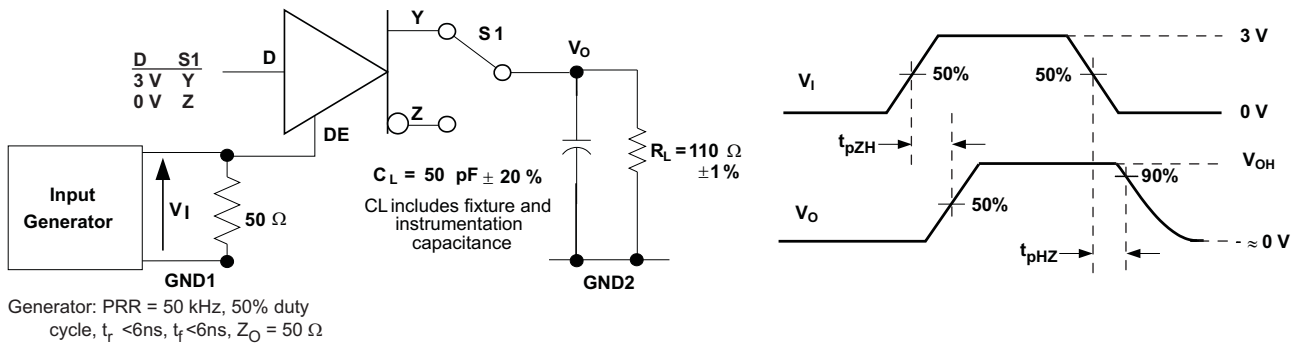 Y
S1
D S1
3 V Y
0 V Z
D
V_O
Z
DE
Input
Generator
V_I
50 Ω
GND1
C_L = 50 pF ± 20 %
CL includes fixture and
instrumentation
capacitance
R_L = 110 Ω
±1 %
GND2
Generator: PRR = 50 kHz, 50% duty
cycle, t_r <6ns, t_f <6ns, Z_O = 50 Ω
3 V
V_I
50%
50%
0 V
t_pZH
V_OH
90%
V_O
50%
≈ 0 V
t_pHZ